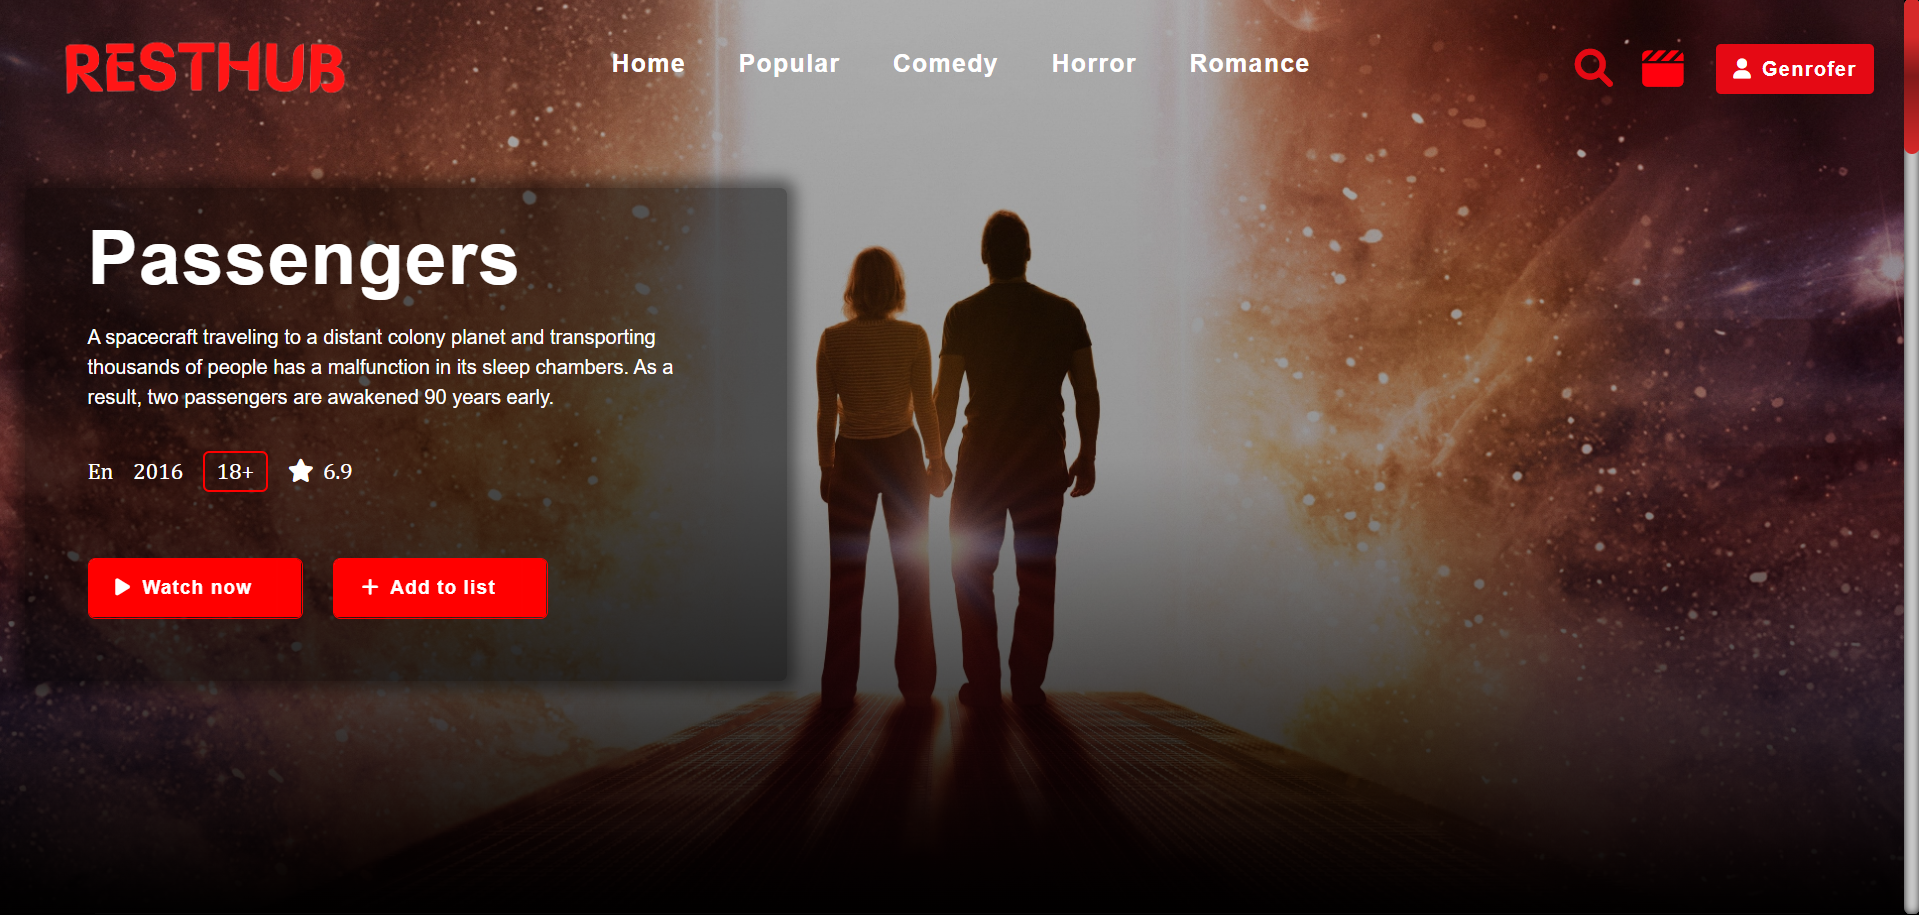 RESTHUB
Home Popular Comedy Horror Romance
Genrofer
Passengers
A spacecraft traveling to a distant colony planet and transporting
thousands of people has a malfunction in its sleep chambers. As a
result, two passengers are awakened 90 years early.
En 2016 18+ 6.9
Watch now Add to list